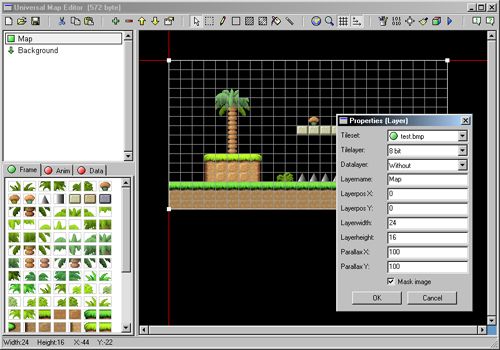 Universal Map Editor [572 byte]
Map
Background
Frame
Anim
Data
Properties (Layer)
Tileset:
test.bmp
Tilelayer:
8 bit
Datalayer:
Without
Layername:
Map
Layerpos X:
0
Layerpos Y:
0
Layerwidth:
24
Layerheight:
16
Parallax X:
100
Parallax Y:
100
Mask image
OK
Cancel
Width:24 Height:16 X:-44 Y:-22